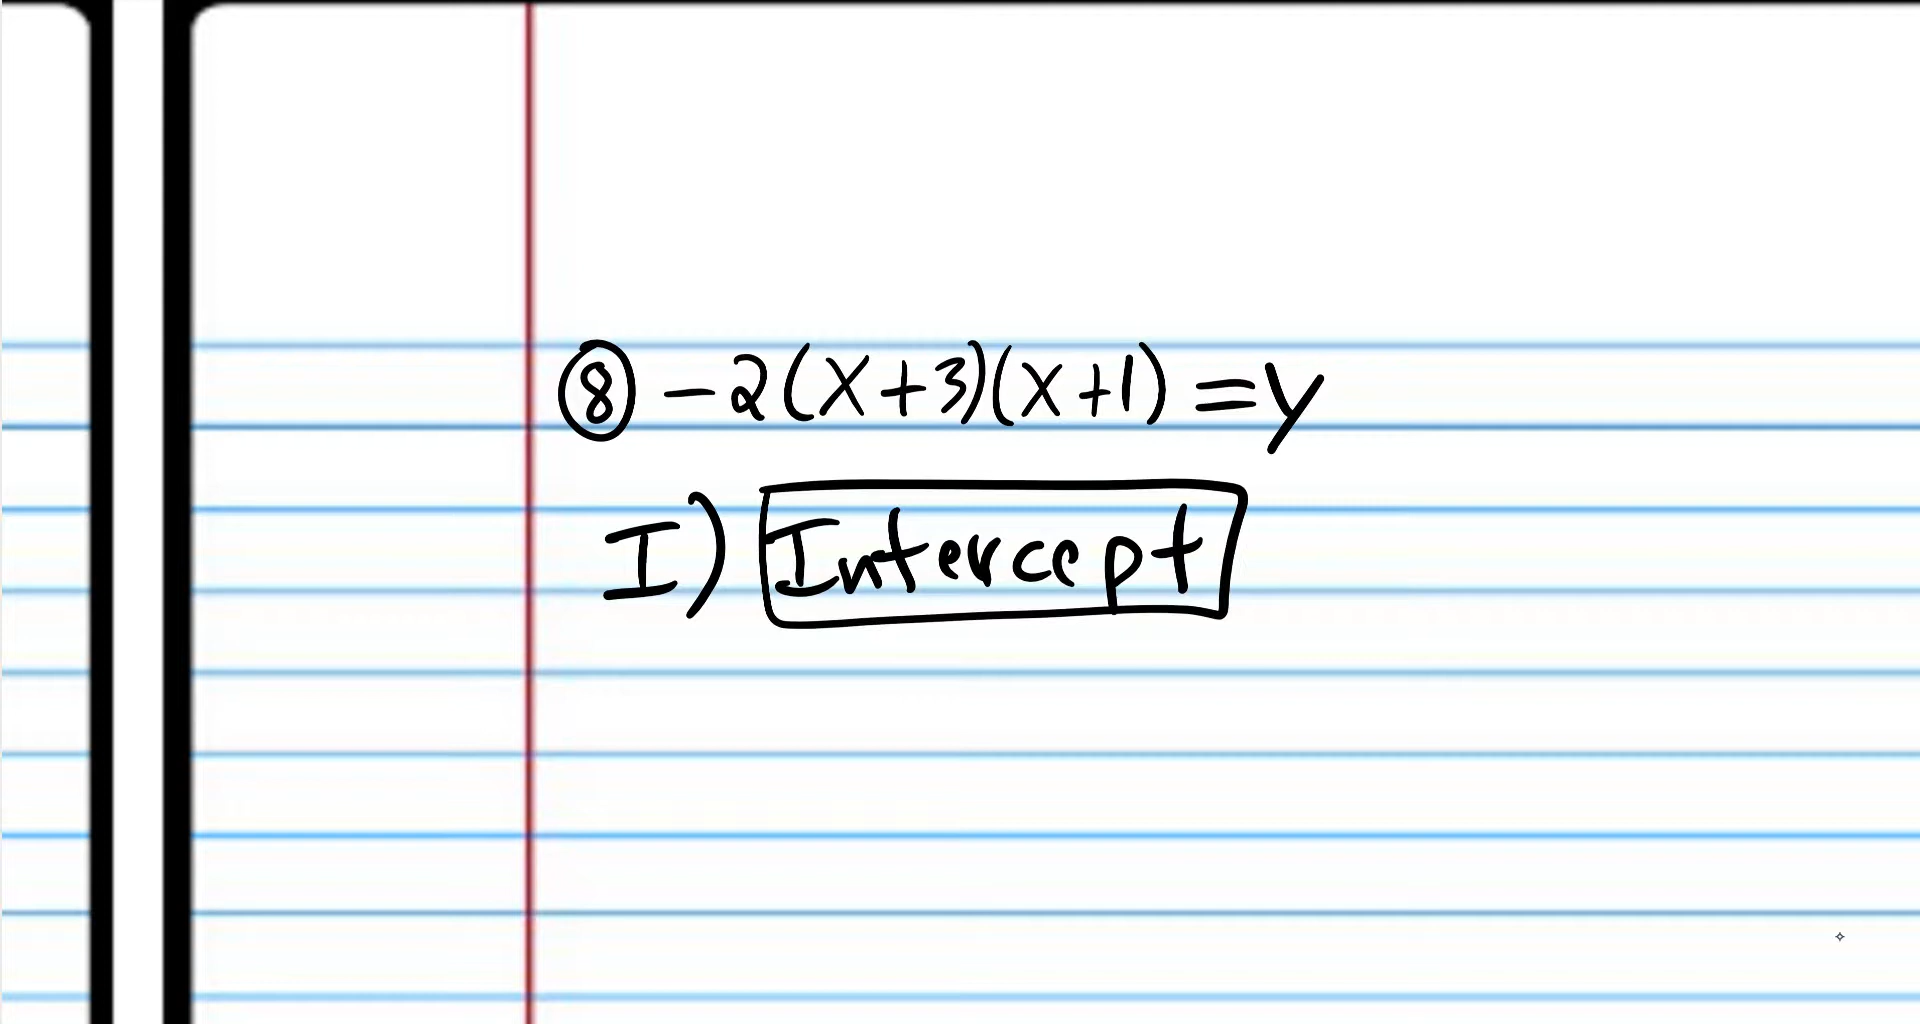 ⑧ -2(x+3)(x+1) = y
I) Intercept